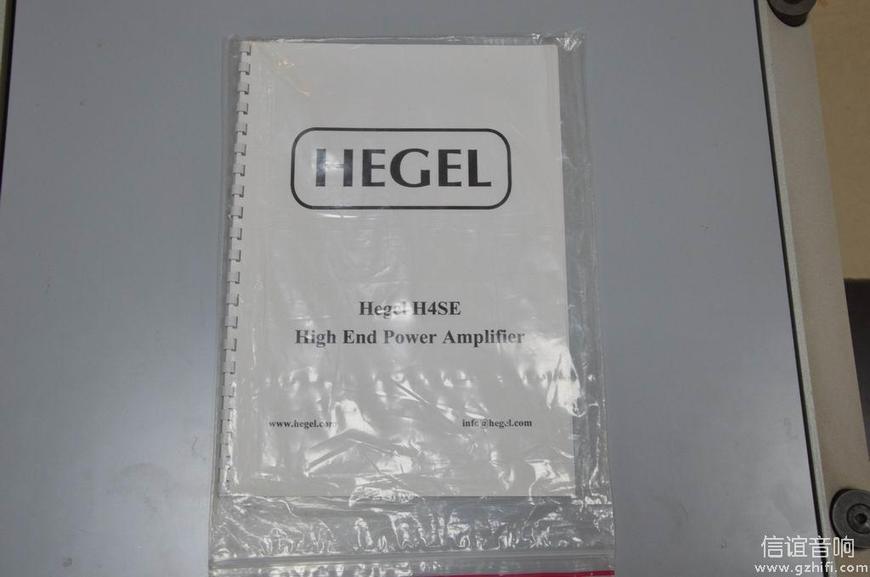 HEGEL
Hegel H4SE
High End Power Amplifier
www.hegel.com
info@hegel.com
信谊音响
www.gzhifi.com